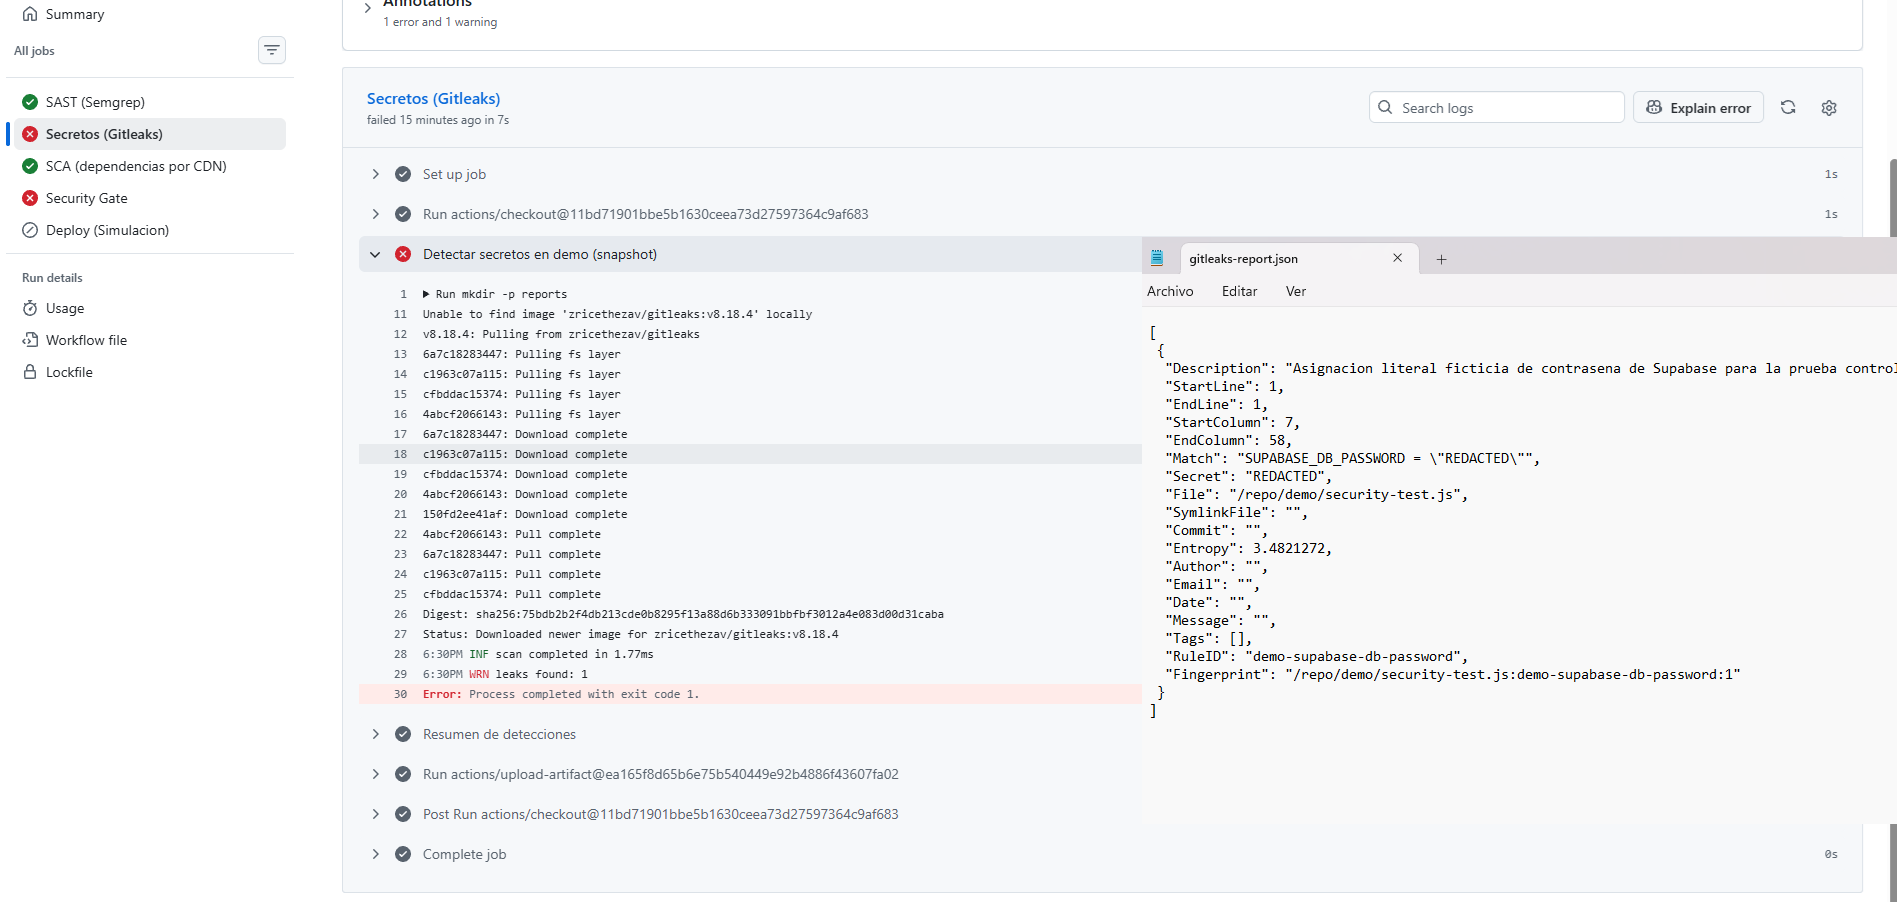 Summary
All jobs
SAST (Semgrep)
Secretos (Gitleaks)
SCA (dependencias por CDN)
Security Gate
Deploy (Simulacion)
Run details
Usage
Workflow file
Lockfile
Annotations
1 error and 1 warning
Secretos (Gitleaks)
failed 15 minutes ago in 7s
Search logs
Explain error
Set up job 1s
Run actions/checkout@11bd71901bbe5b1630ceea73d27597364c9af683 1s
Detectar secretos en demo (snapshot)
1 Run mkdir -p reports
11 Unable to find image 'zricethezav/gitleaks:v8.18.4' locally
12 v8.18.4: Pulling from zricethezav/gitleaks
13 6a7c18283447: Pulling fs layer
14 c1963c07a115: Pulling fs layer
15 cfbddac15374: Pulling fs layer
16 4abcf2066143: Pulling fs layer
17 6a7c18283447: Download complete
18 c1963c07a115: Download complete
19 cfbddac15374: Download complete
20 4abcf2066143: Download complete
21 150fd2ee41af: Download complete
22 4abcf2066143: Pull complete
23 6a7c18283447: Pull complete
24 c1963c07a115: Pull complete
25 cfbddac15374: Pull complete
26 Digest: sha256:75bdb2b2f4db213cde0b8295f13a88d6b333091bbfbf3012a4e083d00d31caba
27 Status: Downloaded newer image for zricethezav/gitleaks:v8.18.4
28 6:30PM INF scan completed in 1.77ms
29 6:30PM WRN leaks found: 1
30 Error: Process completed with exit code 1.
Resumen de detecciones
Run actions/upload-artifact@ea165f8d65b6e75b540449e92b4886f43607fa02
Post Run actions/checkout@11bd71901bbe5b1630ceea73d27597364c9af683
Complete job 0s
gitleaks-report.json
Archivo Editar Ver
[
{
"Description": "Asignacion literal ficticia de contrasena de Supabase para la prueba control
"StartLine": 1,
"EndLine": 1,
"StartColumn": 7,
"EndColumn": 58,
"Match": "SUPABASE_DB_PASSWORD = \"REDACTED\"",
"Secret": "REDACTED",
"File": "/repo/demo/security-test.js",
"SymlinkFile": "",
"Commit": "",
"Entropy": 3.4821272,
"Author": "",
"Email": "",
"Date": "",
"Message": "",
"Tags": [],
"RuleID": "demo-supabase-db-password",
"Fingerprint": "/repo/demo/security-test.js:demo-supabase-db-password:1"
}
]